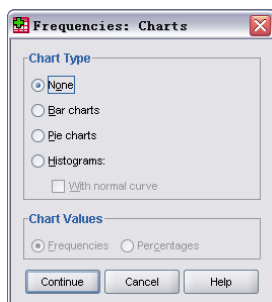 Frequencies: Charts
Chart Type
None
Bar charts
Pie charts
Histograms:
With normal curve
Chart Values
Frequencies Percentages
Continue Cancel Help